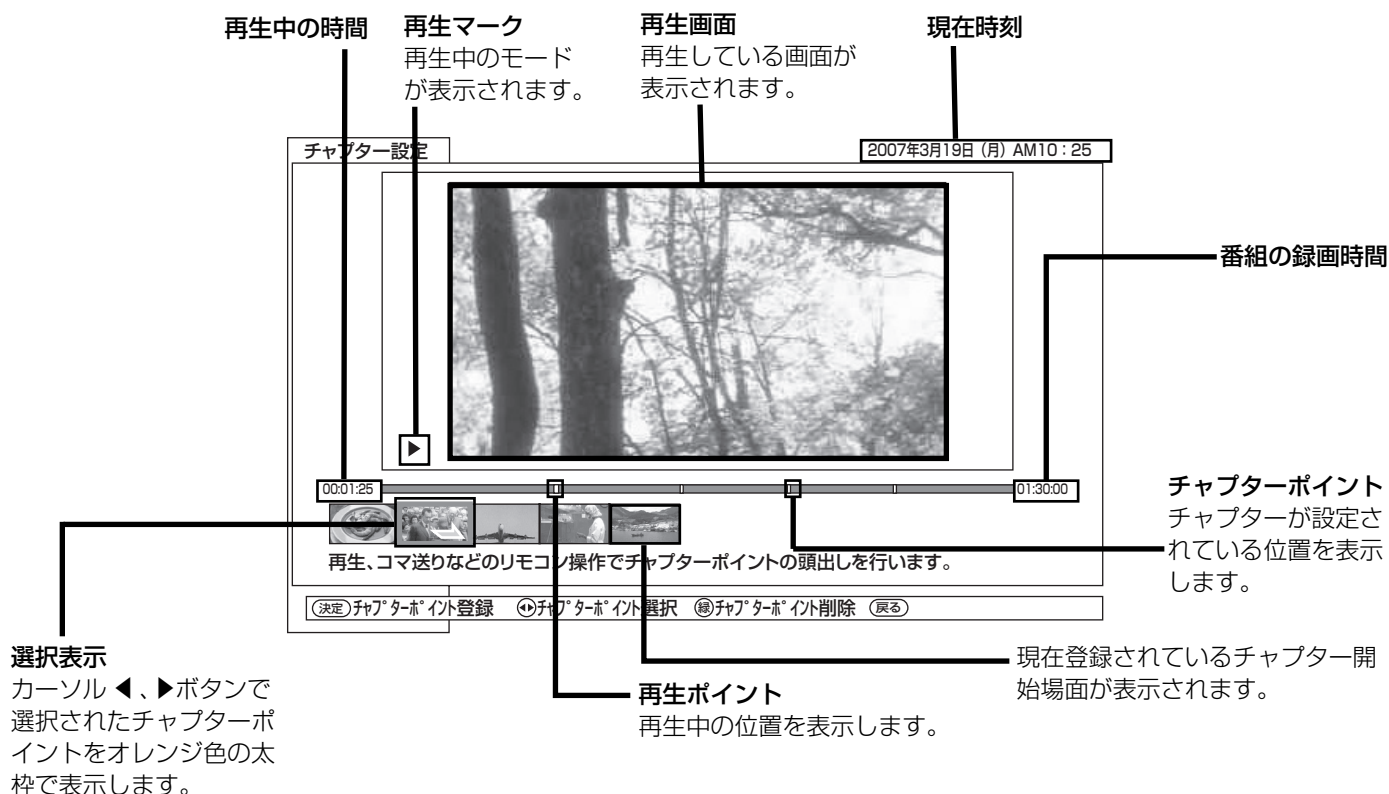 再生中の時間
再生マーク
再生中のモード
が表示されます。
再生画面
再生している画面が
表示されます。
現在時刻
チャプター設定
2007年3月19日（月）AM10：25
番組の録画時間
00:01:25
01:30:00
チャプターポイント
チャプターが設定さ
れている位置を表示
します。
再生、コマ送りなどのリモコン操作でチャプターポイントの頭出しを行います。
決定 ﾁｬﾌﾟﾀｰﾎﾟｲﾝﾄ登録 ◀▶ ﾁｬﾌﾟﾀｰﾎﾟｲﾝﾄ選択 緑 ﾁｬﾌﾟﾀｰﾎﾟｲﾝﾄ削除 戻る
選択表示
カーソル ◀、▶ボタンで
選択されたチャプターポ
イントをオレンジ色の太
枠で表示します。
再生ポイント
再生中の位置を表示します。
現在登録されているチャプター開
始場面が表示されます。